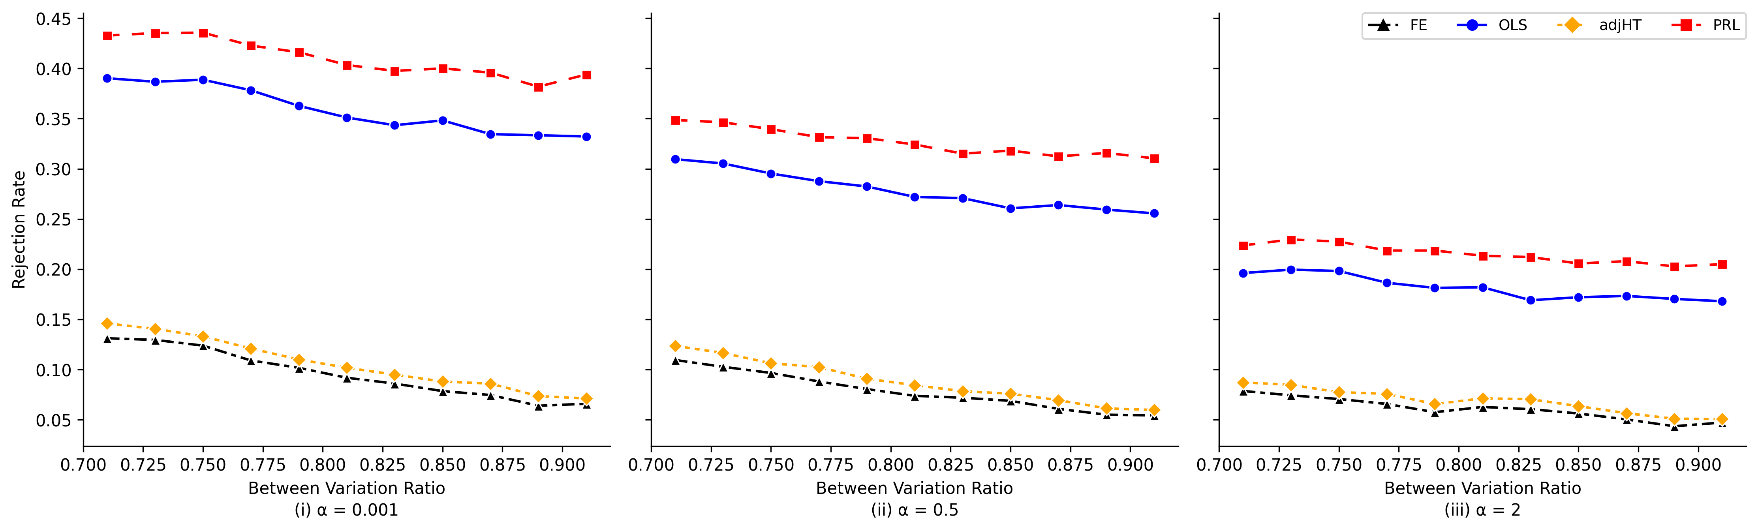 FE OLS adjHT PRL
Rejection Rate
0.45
0.40
0.35
0.30
0.25
0.20
0.15
0.10
0.05
0.700 0.725 0.750 0.775 0.800 0.825 0.850 0.875 0.900
Between Variation Ratio
(i) α = 0.001
0.700 0.725 0.750 0.775 0.800 0.825 0.850 0.875 0.900
Between Variation Ratio
(ii) α = 0.5
0.700 0.725 0.750 0.775 0.800 0.825 0.850 0.875 0.900
Between Variation Ratio
(iii) α = 2